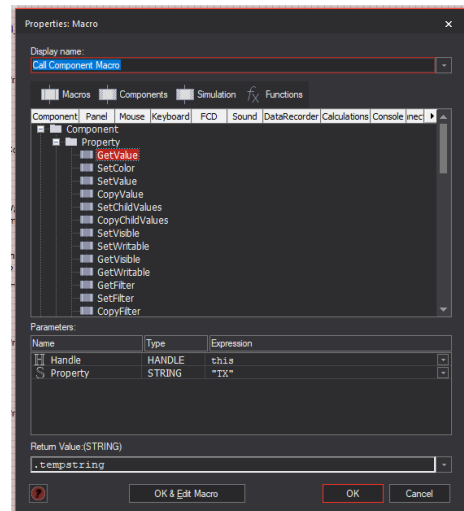 Properties: Macro
Display name:
Call Component Macro
Macros Components Simulation fx Functions
Component Panel Mouse Keyboard FCD Sound DataRecorder Calculations Console
Component
Property
GetValue
SetColor
SetValue
CopyValue
SetChildValues
CopyChildValues
SetVisible
SetWritable
GetVisible
GetWritable
GetFilter
SetFilter
CopyFilter
Parameters:
Name Type Expression
H Handle HANDLE this
S Property STRING "TX"
Return Value:(STRING)
.tempstring
? OK & Edit Macro OK Cancel